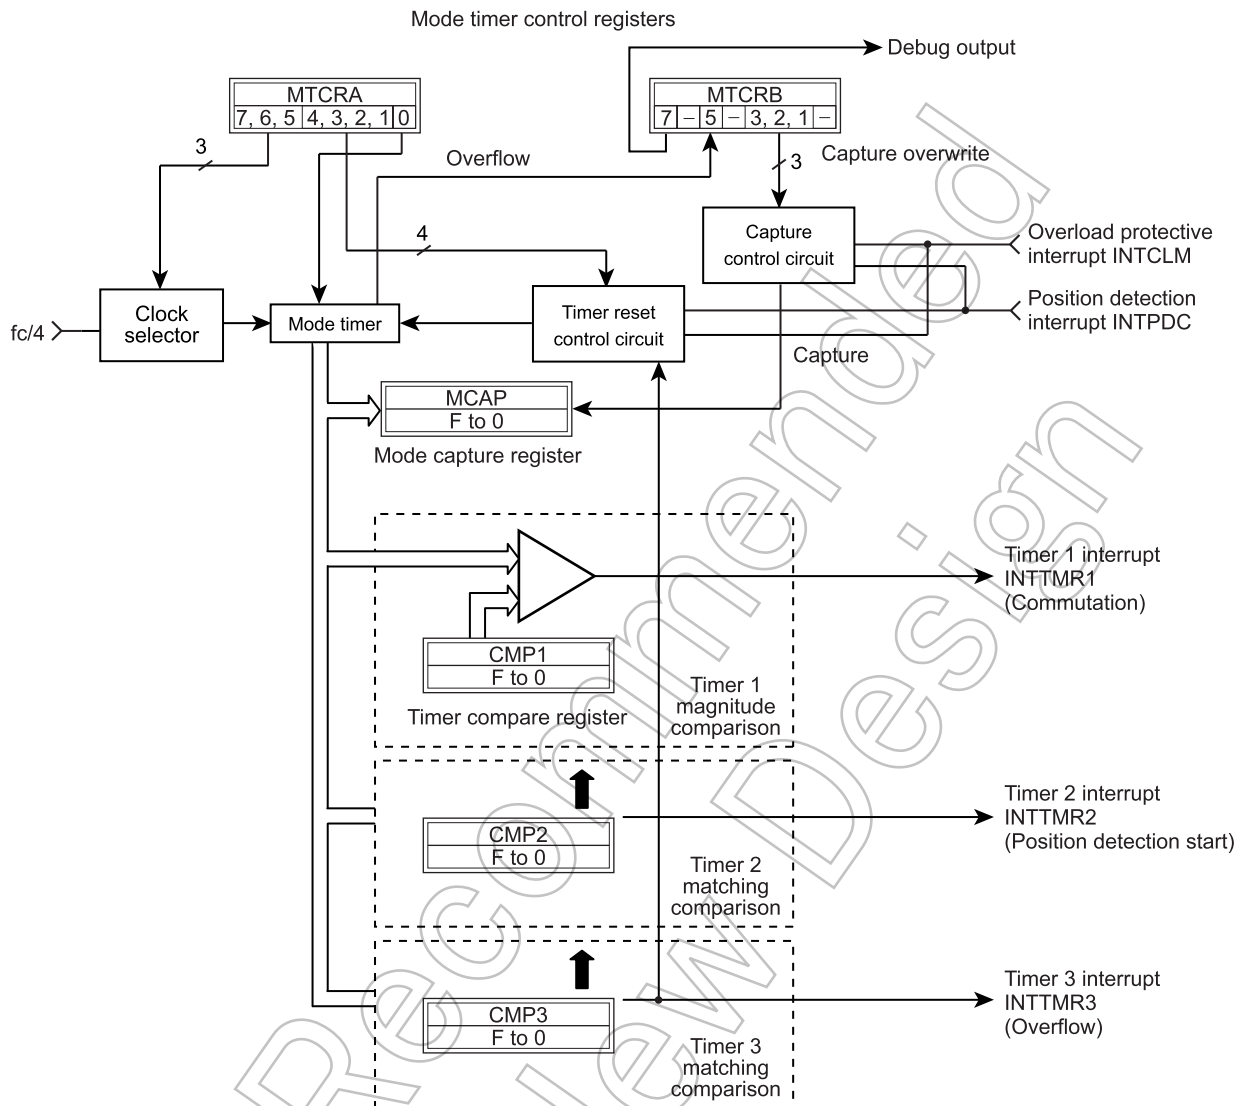 Mode timer control registers
Debug output
MTCRA
7, 6, 5 4, 3, 2, 1 0
MTCRB
7 – 5 – 3, 2, 1 –
3
Overflow
3
Capture overwrite
4
Capture
control circuit
Overload protective
interrupt INTCLM
fc/4
Clock
selector
Mode timer
Timer reset
control circuit
Position detection
interrupt INTPDC
Capture
MCAP
F to 0
Mode capture register
Timer 1 interrupt
INTTMR1
(Commutation)
CMP1
F to 0
Timer compare register
Timer 1
magnitude
comparison
Timer 2 interrupt
INTTMR2
(Position detection start)
CMP2
F to 0
Timer 2
matching
comparison
Timer 3 interrupt
INTTMR3
(Overflow)
CMP3
F to 0
Timer 3
matching
comparison
Recommended
Design